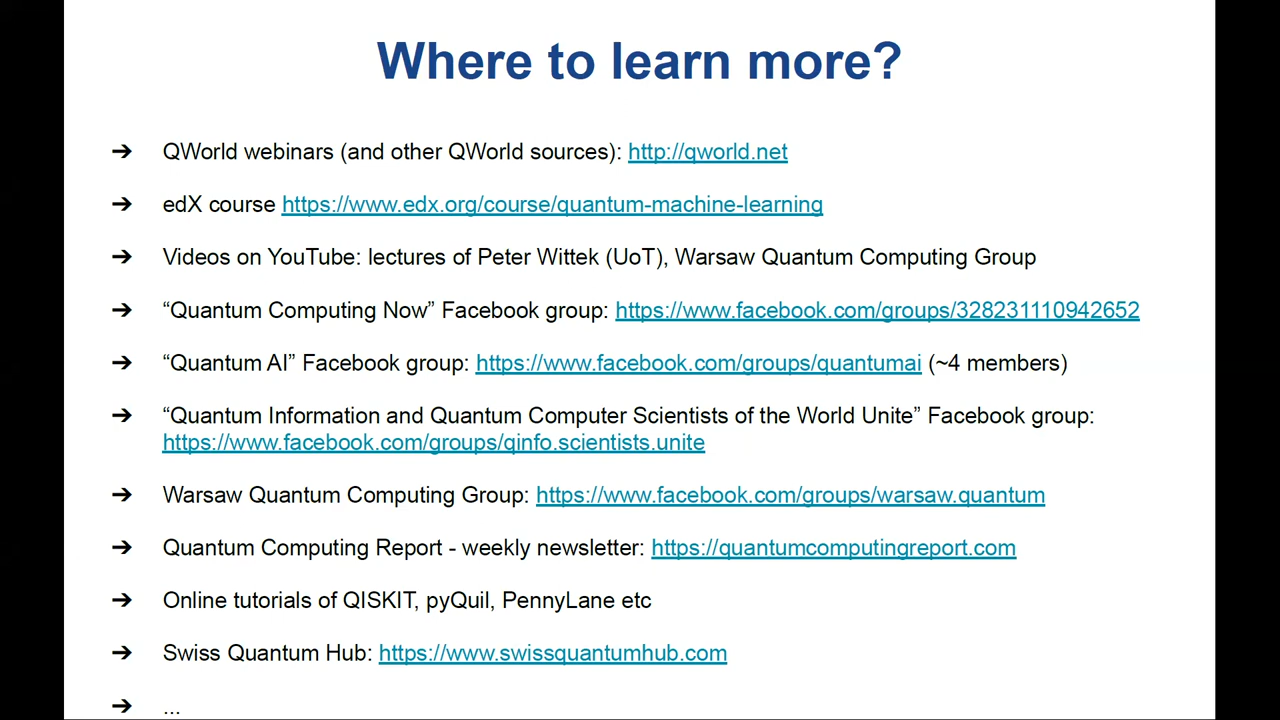 Where to learn more?
➔ QWorld webinars (and other QWorld sources): http://qworld.net
➔ edX course https://www.edx.org/course/quantum-machine-learning
➔ Videos on YouTube: lectures of Peter Wittek (UoT), Warsaw Quantum Computing Group
➔ “Quantum Computing Now” Facebook group: https://www.facebook.com/groups/328231110942652
➔ “Quantum AI” Facebook group: https://www.facebook.com/groups/quantumai (~4 members)
➔ “Quantum Information and Quantum Computer Scientists of the World Unite” Facebook group:
https://www.facebook.com/groups/qinfo.scientists.unite
➔ Warsaw Quantum Computing Group: https://www.facebook.com/groups/warsaw.quantum
➔ Quantum Computing Report - weekly newsletter: https://quantumcomputingreport.com
➔ Online tutorials of QISKIT, pyQuil, PennyLane etc
➔ Swiss Quantum Hub: https://www.swissquantumhub.com
➔ ...